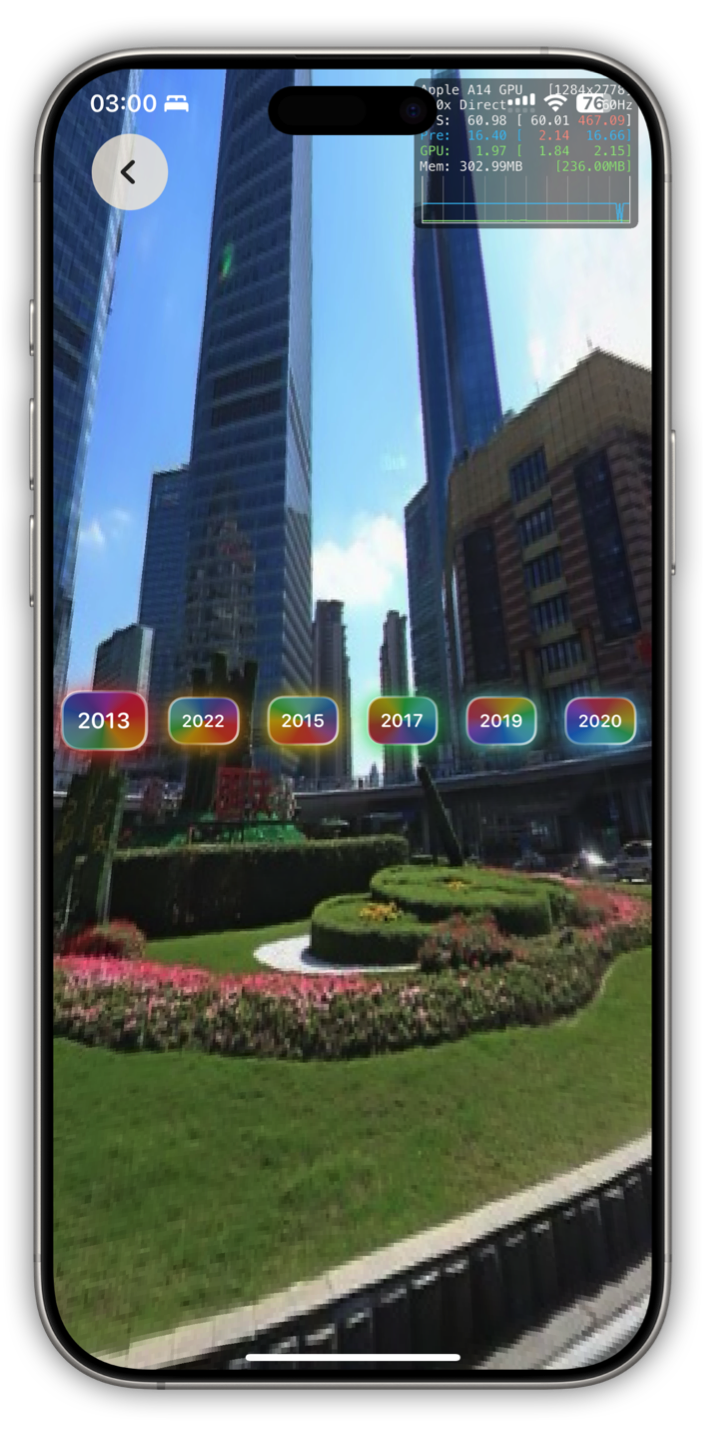 03:00
Apple A14 GPU [1284x2778]
0x Direct 60Hz
76
S: 60.98 [ 60.01 467.09]
Pre: 16.40 [ 2.14 16.66]
GPU: 1.97 [ 1.84 2.15]
Mem: 302.99MB [236.00MB]
2013 2022 2015 2017 2019 2020